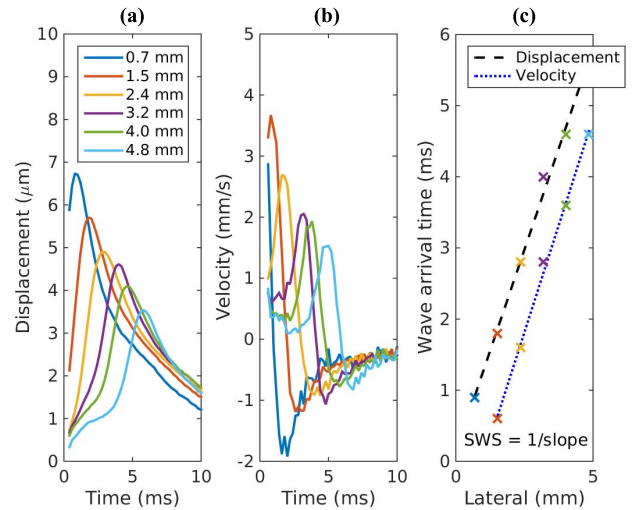 (a)
(b)
(c)
10
9
8
7
6
5
4
3
2
1
0
Displacement (μm)
0.7 mm
1.5 mm
2.4 mm
3.2 mm
4.0 mm
4.8 mm
0
5
10
Time (ms)
5
4
3
2
1
0
-1
-2
Velocity (mm/s)
0
5
10
Time (ms)
6
5
4
3
2
1
0
Wave arrival time (ms)
Displacement
Velocity
SWS = 1/slope
0
5
Lateral (mm)